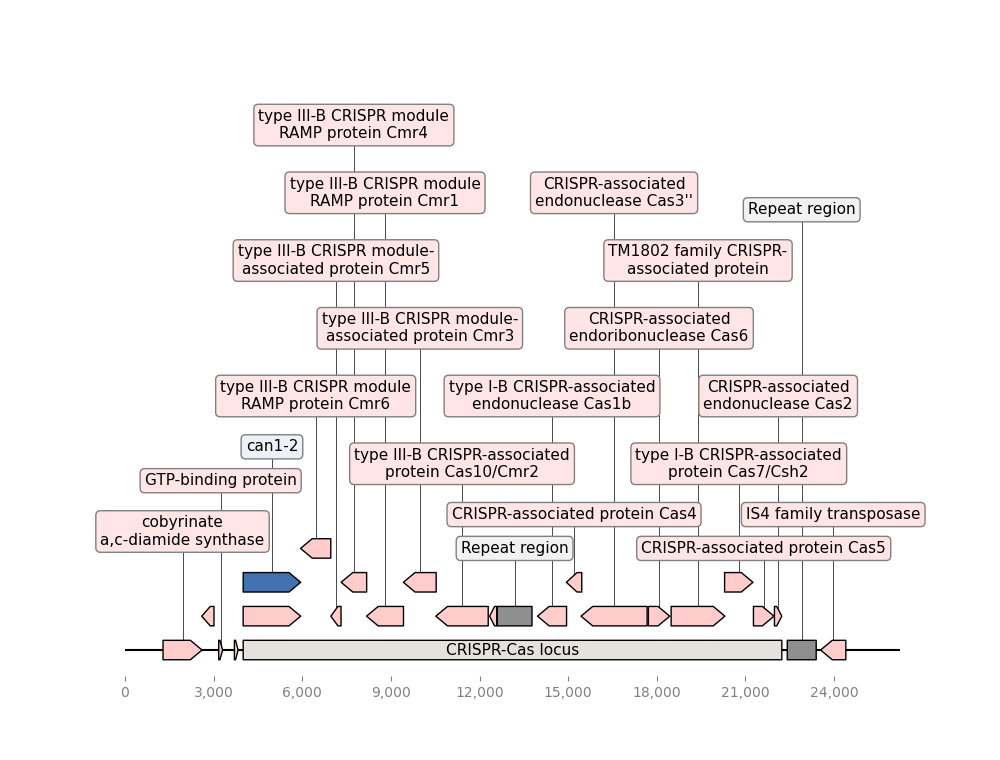 type III-B CRISPR module
RAMP protein Cmr4
type III-B CRISPR module
RAMP protein Cmr1
CRISPR-associated
endonuclease Cas3''
Repeat region
type III-B CRISPR module-
associated protein Cmr5
TM1802 family CRISPR-
associated protein
type III-B CRISPR module-
associated protein Cmr3
CRISPR-associated
endoribonuclease Cas6
type III-B CRISPR module
RAMP protein Cmr6
type I-B CRISPR-associated
endonuclease Cas1b
CRISPR-associated
endonuclease Cas2
can1-2
type III-B CRISPR-associated
protein Cas10/Cmr2
type I-B CRISPR-associated
protein Cas7/Csh2
GTP-binding protein
CRISPR-associated protein Cas4
IS4 family transposase
cobyrinate
a,c-diamide synthase
Repeat region
CRISPR-associated protein Cas5
CRISPR-Cas locus
0 3,000 6,000 9,000 12,000 15,000 18,000 21,000 24,000